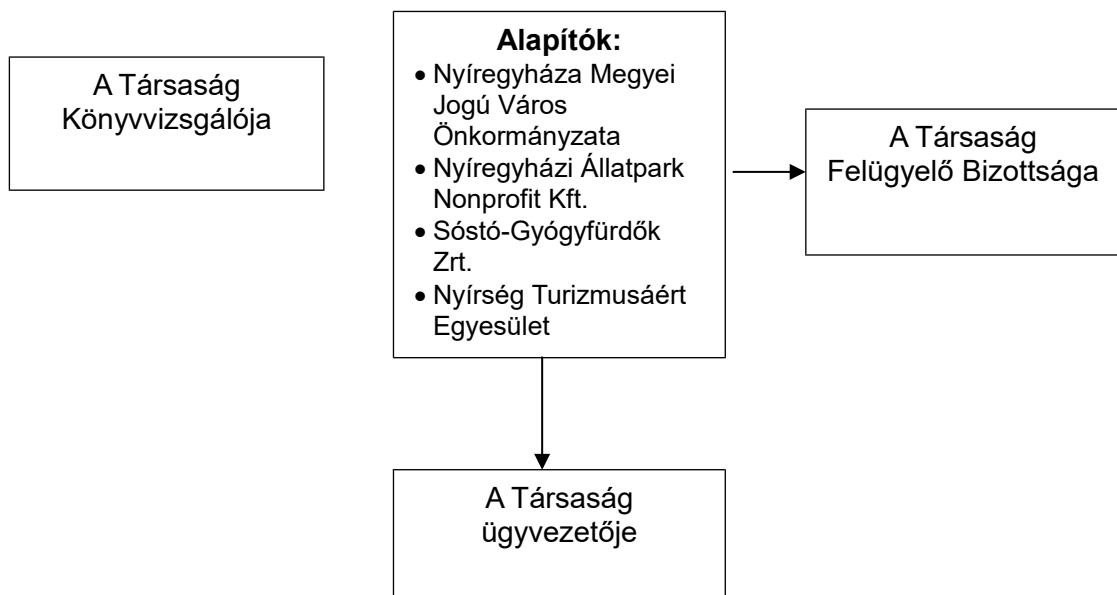 A Társaság
Könyvvizsgálója
Alapítók:
• Nyíregyháza Megyei
Jogú Város
Önkormányzata
• Nyíregyházi Állatpark
Nonprofit Kft.
• Sóstó-Gyógyfürdők
Zrt.
• Nyírség Turizmusáért
Egyesület
A Társaság
Felügyelő Bizottsága
A Társaság
ügyvezetője